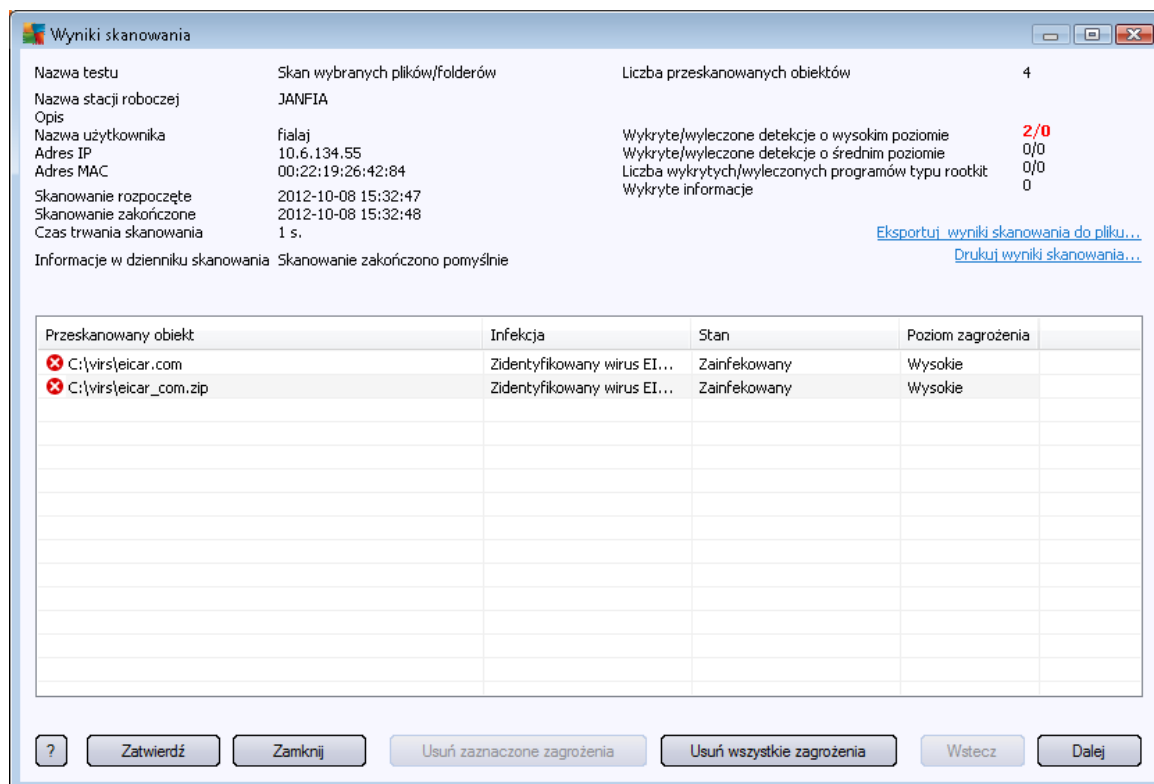 Wyniki skanowania
Nazwa testu Skan wybranych plików/folderów Liczba przeskanowanych obiektów 4
Nazwa stacji roboczej JANFIA
Opis
Nazwa użytkownika fialaj Wykryte/wyleczone detekcje o wysokim poziomie 2/0
Adres IP 10.6.134.55 Wykryte/wyleczone detekcje o średnim poziomie 0/0
Adres MAC 00:22:19:26:42:84 Liczba wykrytych/wyleczonych programów typu rootkit 0/0
Wykryte informacje 0
Skanowanie rozpoczęte 2012-10-08 15:32:47
Skanowanie zakończone 2012-10-08 15:32:48
Czas trwania skanowania 1 s. Eksportuj wyniki skanowania do pliku...
Drukuj wyniki skanowania...
Informacje w dzienniku skanowania Skanowanie zakończono pomyślnie
Przeskanowany obiekt Infekcja Stan Poziom zagrożenia
C:\virs\eicar.com Zidentyfikowany wirus EI... Zainfekowany Wysokie
C:\virs\eicar_com.zip Zidentyfikowany wirus EI... Zainfekowany Wysokie
? Zatwierdź Zamknij Usuń zaznaczone zagrożenia Usuń wszystkie zagrożenia Wstecz Dalej